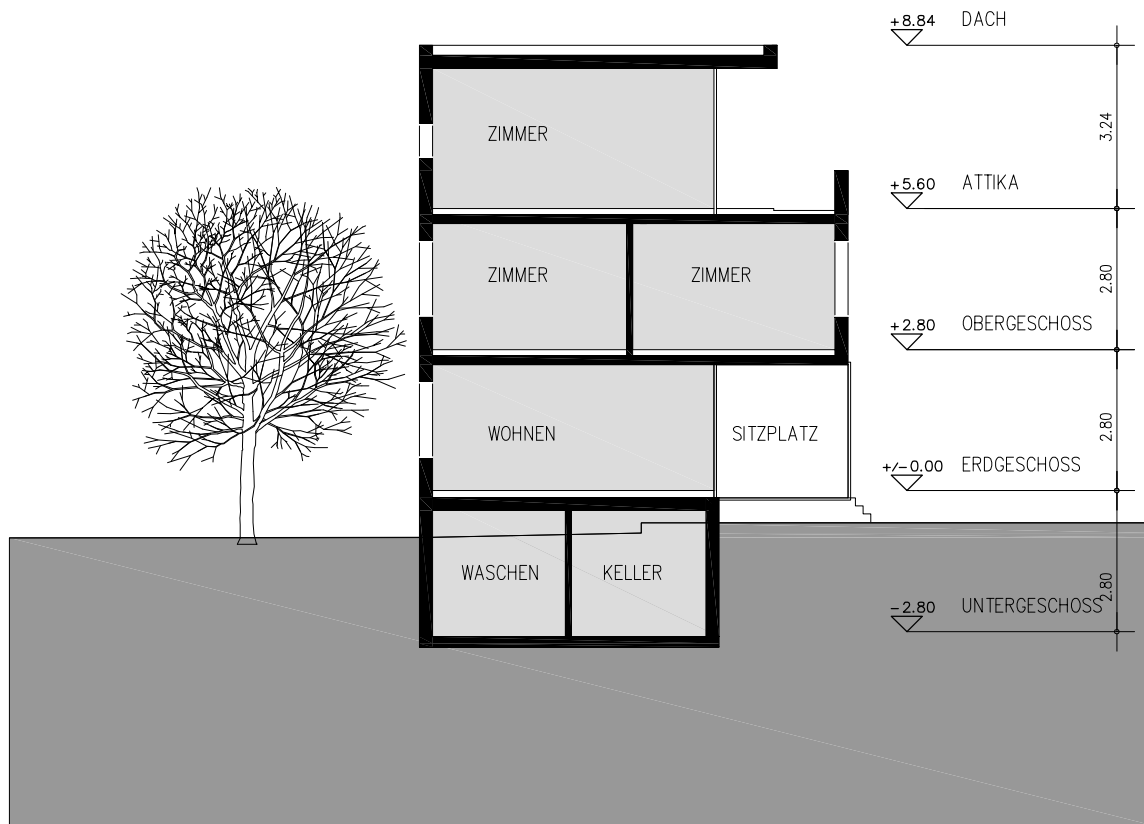 +8.84 DACH
3.24
ZIMMER
+5.60 ATTIKA
2.80
ZIMMER ZIMMER
+2.80 OBERGESCHOSS
2.80
WOHNEN SITZPLATZ
+/-0.00 ERDGESCHOSS
WASCHEN KELLER
2.80
-2.80 UNTERGESCHOSS